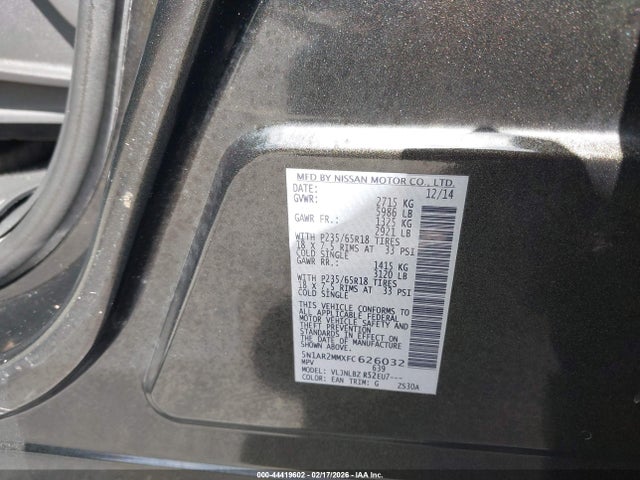 MFD BY NISSAN MOTOR CO., LTD.
DATE: 12/14
GVWR: 2715 KG
5986 LB
GAWR FR.: 1325 KG
2921 LB
WITH P235/65R18 TIRES
18 X 7.5 RIMS AT 33 PSI
COLD SINGLE
GAWR RR.: 1415 KG
3120 LB
WITH P235/65R18 TIRES
18 X 7.5 RIMS AT 33 PSI
COLD SINGLE
THIS VEHICLE CONFORMS TO
ALL APPLICABLE FEDERAL
MOTOR VEHICLE SAFETY AND
THEFT PREVENTION
STANDARDS IN EFFECT ON
THE DATE OF MANUFACTURE
5N1AR2MMXFC626032
MPV 639
MODEL: VLJNLBZ R52EU7---
COLOR: EAN TRIM: G ZS30A
000-44419602 - 02/17/2026 - IAA Inc.